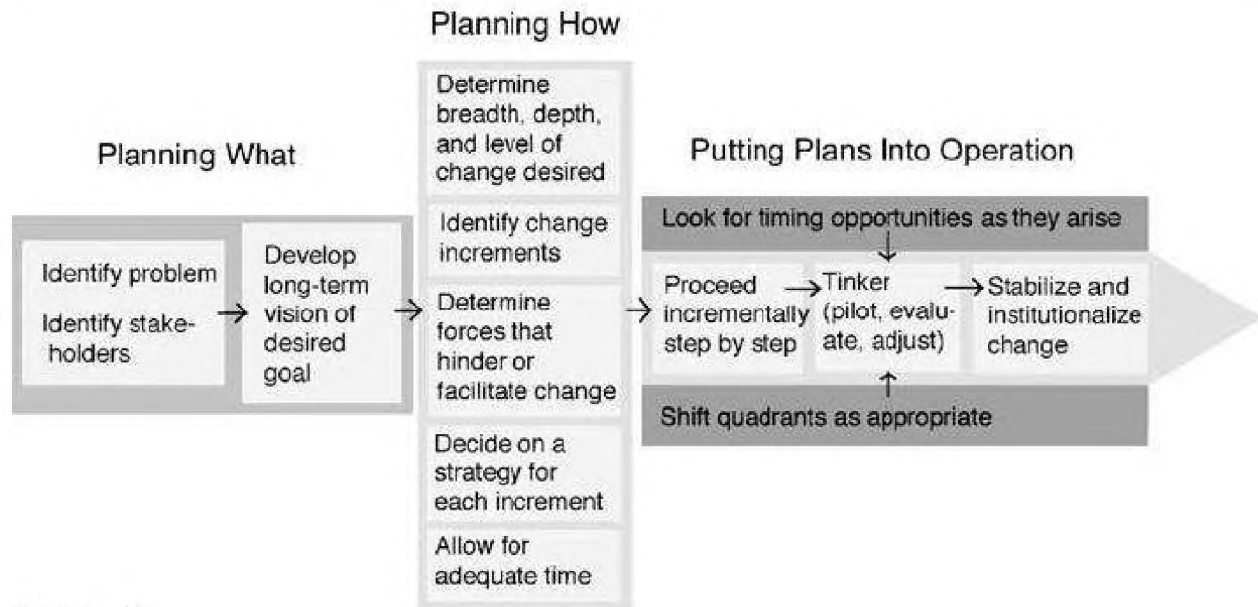 Planning What
Identify problem
Identify stake-
holders
Develop
long-term
vision of
desired
goal
Planning How
Determine
breadth, depth,
and level of
change desired
Identify change
increments
Determine
forces that
hinder or
facilitate change
Decide on a
strategy for
each increment
Allow for
adequate time
Putting Plans Into Operation
Look for timing opportunities as they arise
Proceed
incrementally
step by step
Tinker
(pilot, evalu-
ate, adjust)
Stabilize and
institutionalize
change
Shift quadrants as appropriate